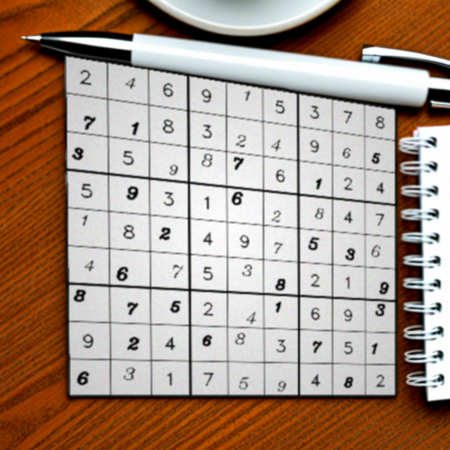 2 4 6 9 1 5 3 7 8
7 1 8 3 2 4 9 6 5
3 5 9 8 7 6 1 2 4
5 9 3 1 6 2 8 4 7
1 8 2 4 9 7 5 3 6
4 6 7 5 3 8 2 1 9
8 7 5 2 4 1 6 9 3
9 2 4 6 8 3 7 5 1
6 3 1 7 5 9 4 8 2